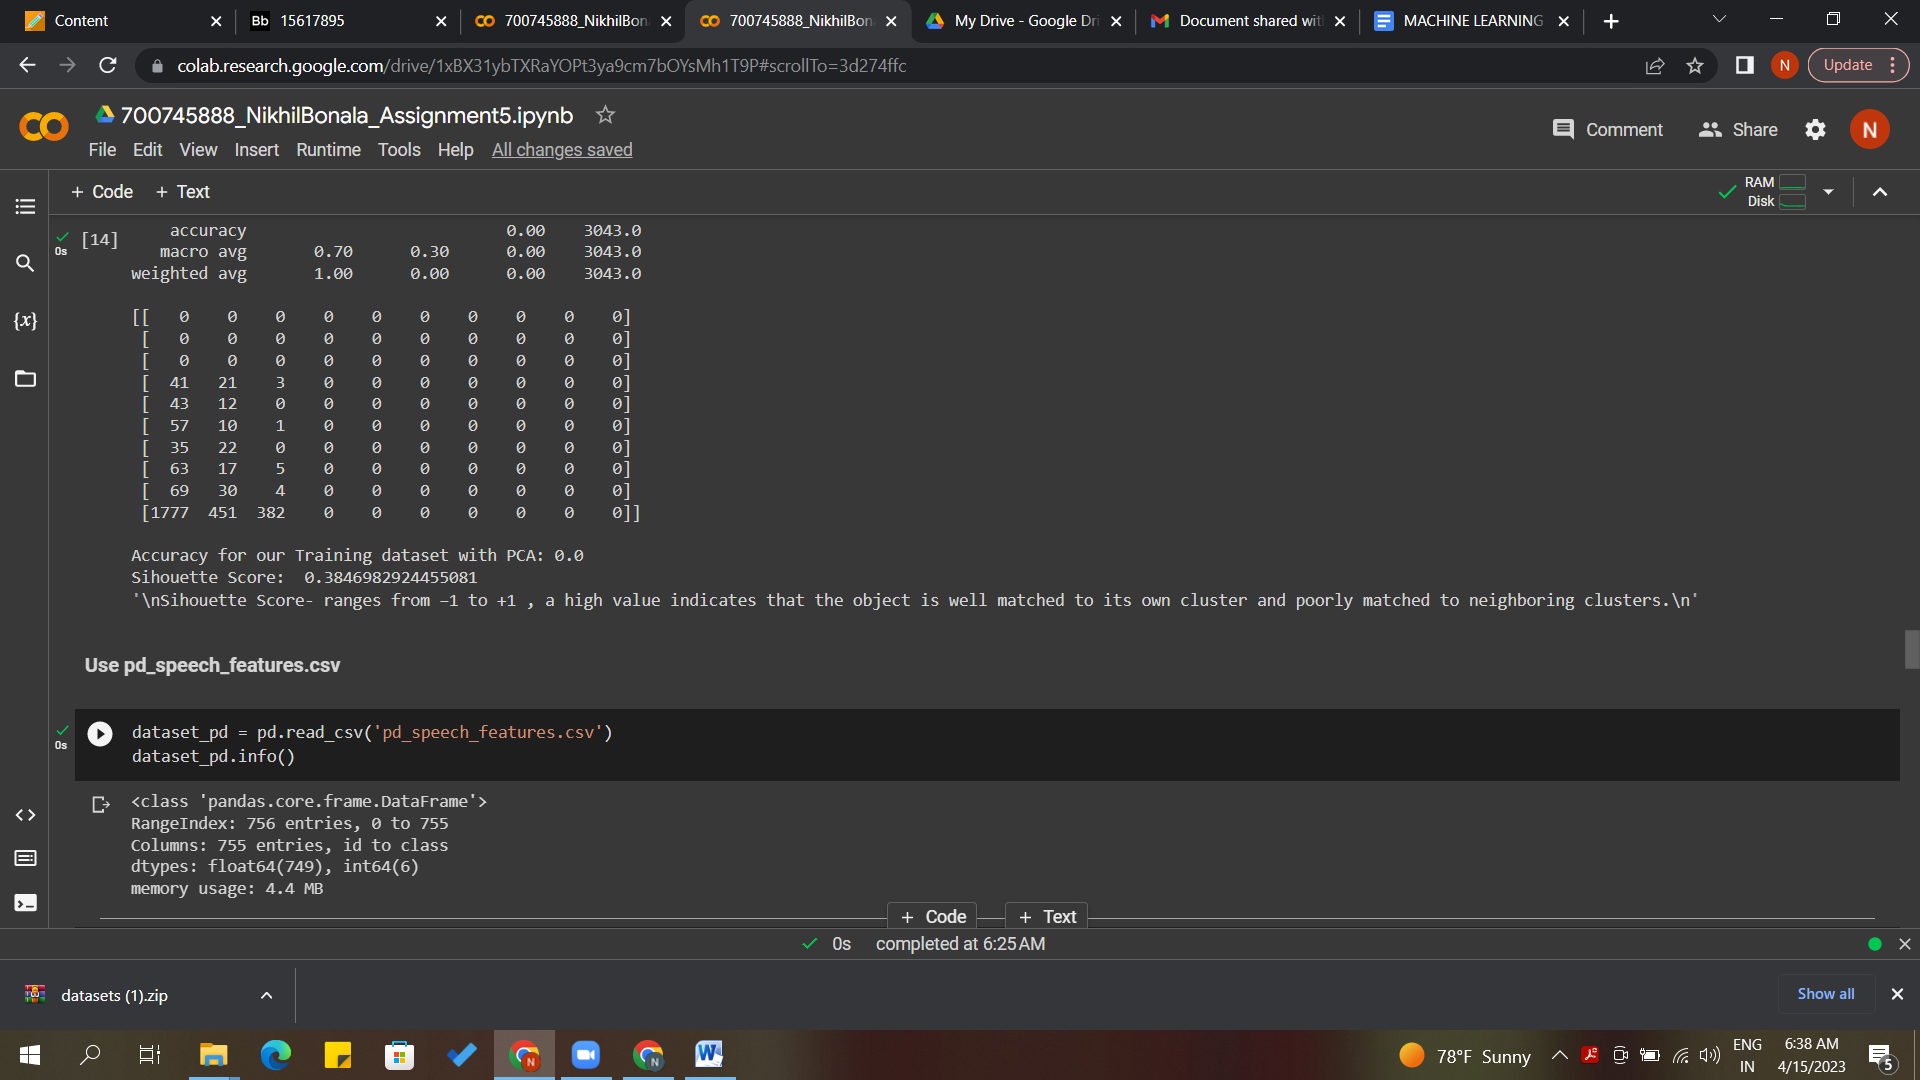 Content
Bb 15617895
700745888_NikhilBon
700745888_NikhilBon
My Drive - Google Dri
Document shared wit
MACHINE LEARNING
colab.research.google.com/drive/1xBX31ybTXRaYOPt3ya9cm7bOYsMh1T9P#scrollTo=3d274ffc
N
Update
700745888_NikhilBonala_Assignment5.ipynb
Comment
Share
N
File Edit View Insert Runtime Tools Help All changes saved
+ Code + Text
RAM
Disk
0s
[14]
accuracy 0.00 3043.0
macro avg 0.70 0.30 0.00 3043.0
weighted avg 1.00 0.00 0.00 3043.0
{x}
[[ 0 0 0 0 0 0 0 0 0 0]
[ 0 0 0 0 0 0 0 0 0 0]
[ 0 0 0 0 0 0 0 0 0 0]
[ 41 21 3 0 0 0 0 0 0 0]
[ 43 12 0 0 0 0 0 0 0 0]
[ 57 10 1 0 0 0 0 0 0 0]
[ 35 22 0 0 0 0 0 0 0 0]
[ 63 17 5 0 0 0 0 0 0 0]
[ 69 30 4 0 0 0 0 0 0 0]
[1777 451 382 0 0 0 0 0 0 0]]
Accuracy for our Training dataset with PCA: 0.0
Sihouette Score: 0.3846982924455081
'\nSihouette Score- ranges from −1 to +1 , a high value indicates that the object is well matched to its own cluster and poorly matched to neighboring clusters.\n'
Use pd_speech_features.csv
0s
dataset_pd = pd.read_csv('pd_speech_features.csv')
dataset_pd.info()
<class 'pandas.core.frame.DataFrame'>
RangeIndex: 756 entries, 0 to 755
Columns: 755 entries, id to class
dtypes: float64(749), int64(6)
memory usage: 4.4 MB
+ Code + Text
0s completed at 6:25 AM
datasets (1).zip
Show all
78°F Sunny
ENG
IN
6:38 AM
4/15/2023
5